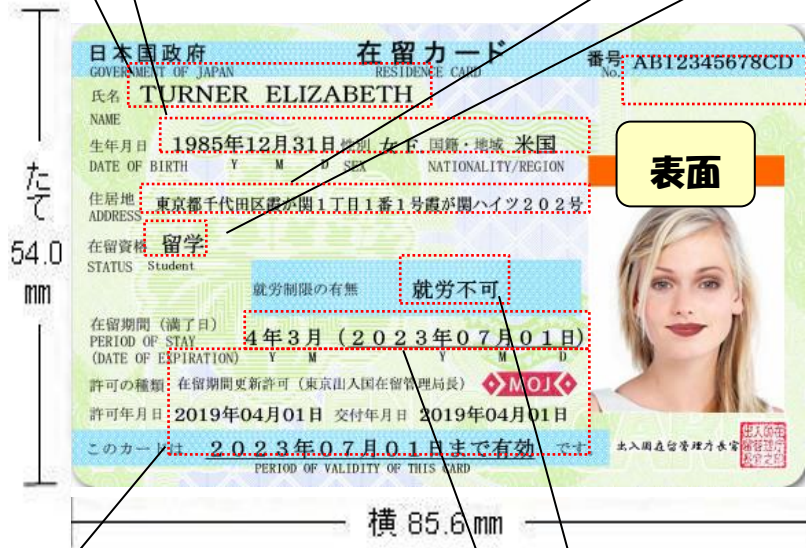 日本国政府 在留カード 番号 AB12345678CD
GOVERNMENT OF JAPAN RESIDENCE CARD No.
氏名 TURNER ELIZABETH
NAME
生年月日 1985年12月31日 性別 女 F 国籍・地域 米国
DATE OF BIRTH Y M D SEX NATIONALITY/REGION
表面
住居地 東京都千代田区霞が関1丁目1番1号霞が関ハイツ202号
ADDRESS
在留資格 留学
STATUS Student
就労制限の有無 就労不可
在留期間(満了日) 4年3月(2023年07月01日)
PERIOD OF STAY
(DATE OF EXPIRATION) Y M Y M D
許可の種類 在留期間更新許可(東京出入国在留管理局長) MOJ
許可年月日 2019年04月01日 交付年月日 2019年04月01日
このカードは 2023年07月01日まで有効 です
PERIOD OF VALIDITY OF THIS CARD
出入国在留管理庁長官
たて
54.0
mm
横 85.6mm